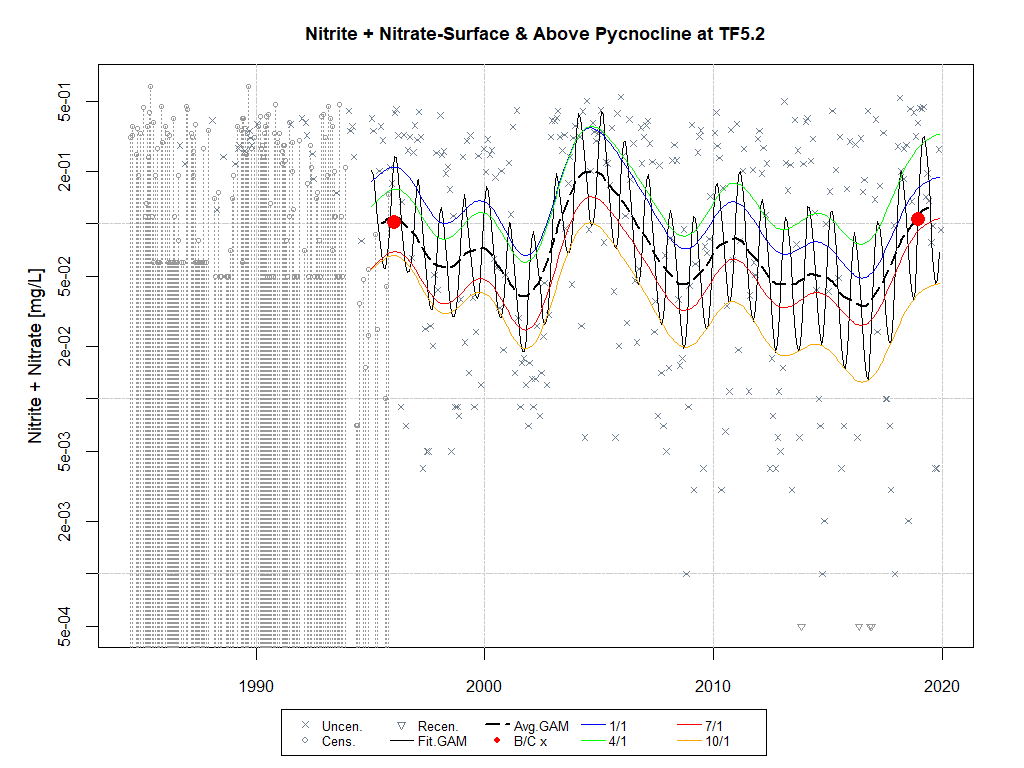 Nitrite + Nitrate-Surface & Above Pycnocline at TF5.2
Nitrite + Nitrate [mg/L]
5e-01
2e-01
5e-02
2e-02
5e-03
2e-03
5e-04
1990
2000
2010
2020
Uncen. Recen. Avg.GAM 1/1 7/1
Cens. Fit.GAM B/C x 4/1 10/1